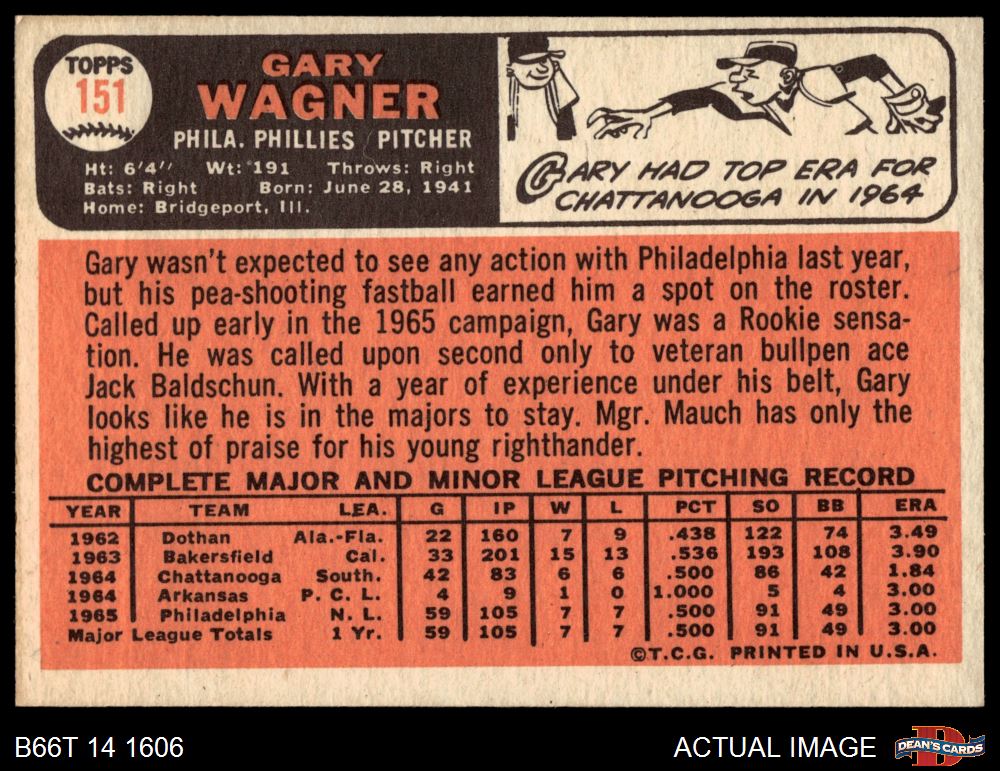 TOPPS
151
GARY
WAGNER
PHILA. PHILLIES PITCHER
Ht: 6'4" Wt: 191 Throws: Right
Bats: Right Born: June 28, 1941
Home: Bridgeport, Ill.
GARY HAD TOP ERA FOR
CHATTANOOGA IN 1964
Gary wasn't expected to see any action with Philadelphia last year,
but his pea-shooting fastball earned him a spot on the roster.
Called up early in the 1965 campaign, Gary was a Rookie sensa-
tion. He was called upon second only to veteran bullpen ace
Jack Baldschun. With a year of experience under his belt, Gary
looks like he is in the majors to stay. Mgr. Mauch has only the
highest of praise for his young righthander.
COMPLETE MAJOR AND MINOR LEAGUE PITCHING RECORD
YEAR TEAM LEA. G IP W L PCT SO BB ERA
1962 Dothan Ala.-Fla. 22 160 7 9 .438 122 74 3.49
1963 Bakersfield Cal. 33 201 15 13 .536 193 108 3.90
1964 Chattanooga South. 42 83 6 6 .500 86 42 1.84
1964 Arkansas P. C. L. 4 9 1 0 1.000 5 4 3.00
1965 Philadelphia N. L. 59 105 7 7 .500 91 49 3.00
Major League Totals 1 Yr. 59 105 7 7 .500 91 49 3.00
©T.C.G. PRINTED IN U.S.A.
B66T 14 1606
ACTUAL IMAGE
D
DEAN'S CARDS